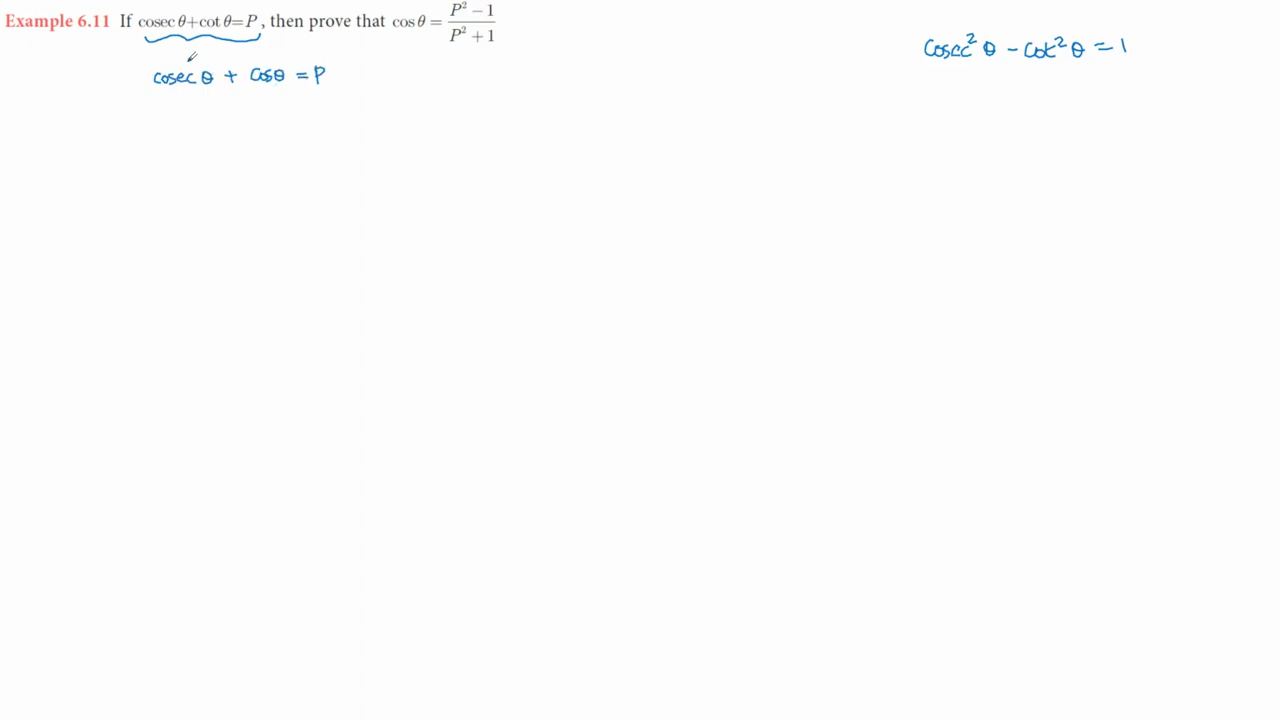 Example 6.11 If cosec θ+cot θ=P, then prove that cos θ = \frac{P² − 1}{P² + 1}
cosec² θ − cot² θ = 1
cosec θ + cosθ = P